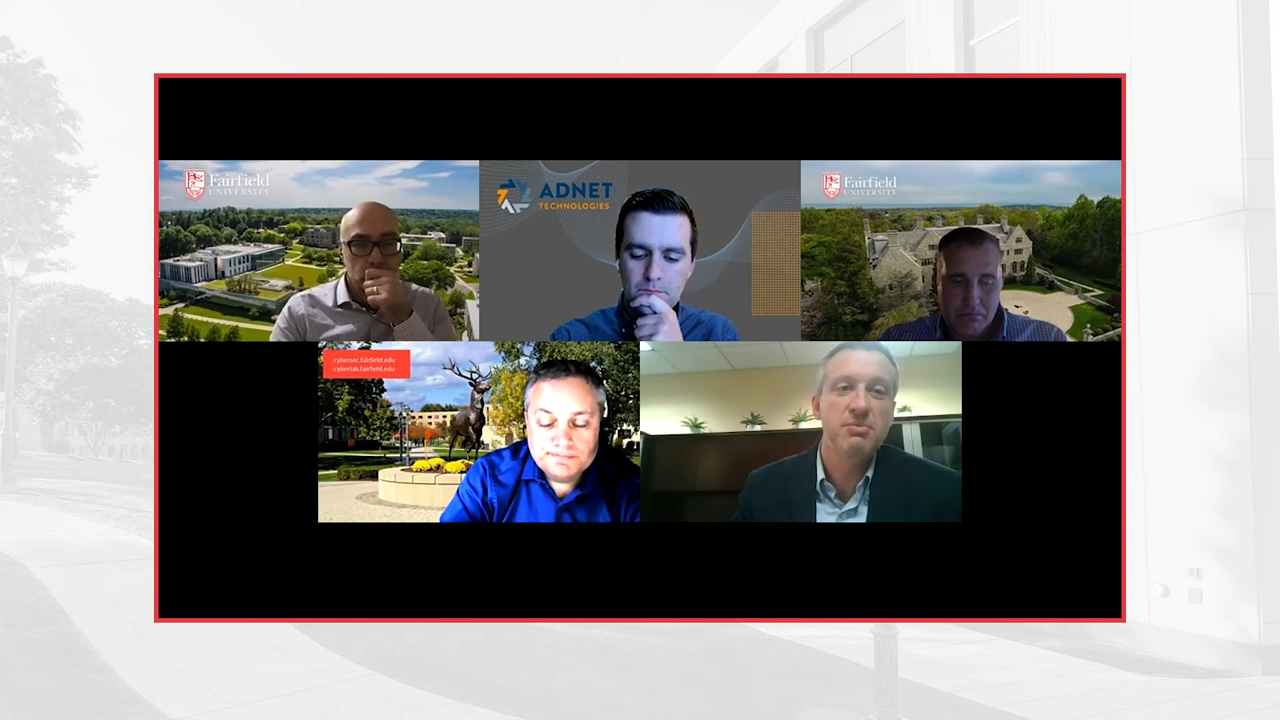 Fairfield
UNIVERSITY
ADNET
TECHNOLOGIES
Fairfield
UNIVERSITY
cybersec.fairfield.edu
cyberlab.fairfield.edu